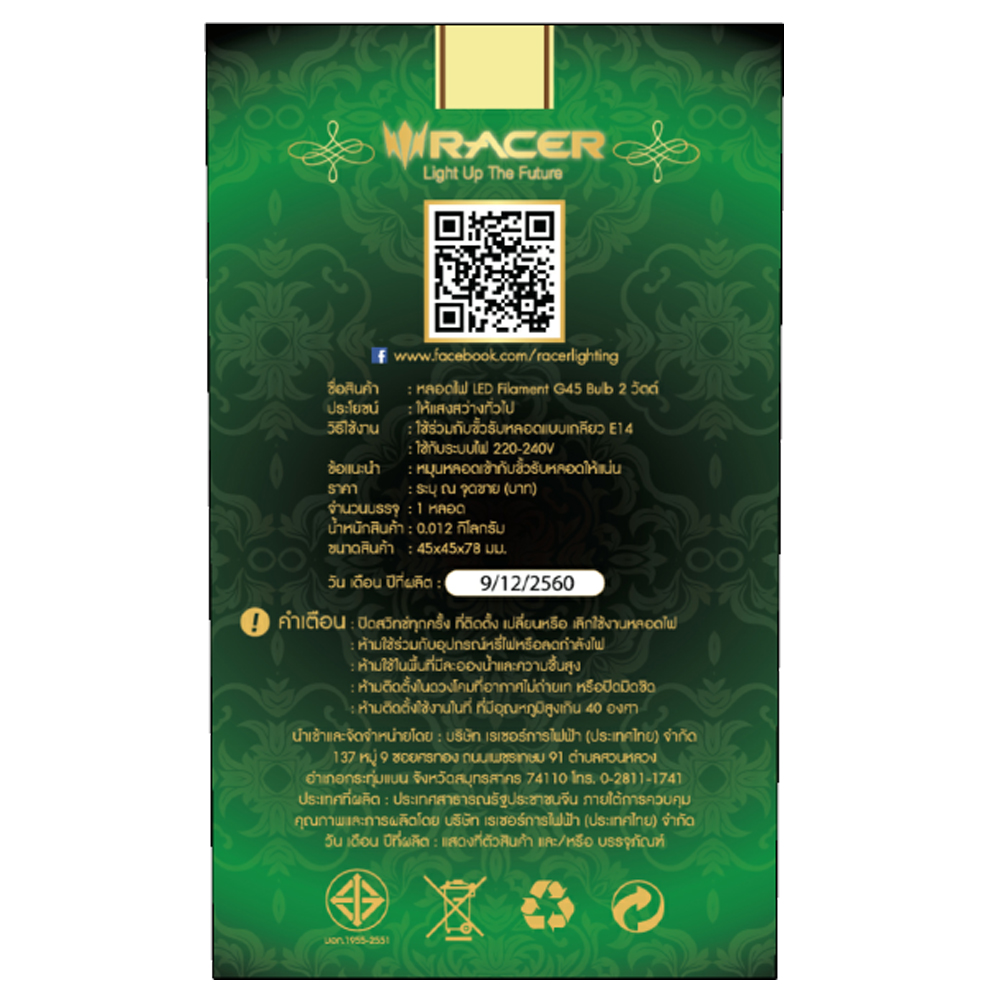 RACER
Light Up The Future
www.facebook.com/racerlighting
ชื่อสินค้า : หลอดไฟ LED Filament G45 Bulb 2 วัตต์
ประโยชน์ : ให้แสงสว่างทั่วไป
วิธีใช้งาน : ใช้ร่วมกับขั้วรับหลอดแบบเกลียว E14
: ใช้กับระบบไฟ 220-240V
ข้อแนะนำ : หมุนหลอดเข้ากับขั้วรับหลอดให้แน่น
ราคา : ระบุ ณ จุดขาย (บาท)
จำนวนบรรจุ : 1 หลอด
น้ำหนักสินค้า : 0.012 กิโลกรัม
ขนาดสินค้า : 45x45x78 มม.
วัน เดือน ปีที่ผลิต : 9/12/2560
! คำเตือน : ปิดสวิทช์ทุกครั้ง ที่ติดตั้ง เปลี่ยนหรือ เลิกใช้งานหลอดไฟ
: ห้ามใช้ร่วมกับอุปกรณ์หรี่ไฟหรือลดกำลังไฟ
: ห้ามใช้ในพื้นที่มีละอองน้ำและความชื้นสูง
: ห้ามติดตั้งในดวงโคมที่อากาศไม่ถ่ายเท หรือปิดมิดชิด
: ห้ามติดตั้งใช้งานในที่ ที่มีอุณหภูมิสูงเกิน 40 องศา
นำเข้าและจัดจำหน่ายโดย : บริษัท เรเซอร์การไฟฟ้า (ประเทศไทย) จำกัด
137 หมู่ 9 ซอยศรทอง ถนนเพชรเกษม 91 ตำบลสวนหลวง
อำเภอกระทุ่มแบน จังหวัดสมุทรสาคร 74110 โทร. 0-2811-1741
ประเทศที่ผลิต : ประเทศสาธารณรัฐประชาชนจีน ภายใต้การควบคุม
คุณภาพและการผลิตโดย บริษัท เรเซอร์การไฟฟ้า (ประเทศไทย) จำกัด
วัน เดือน ปีที่ผลิต : แสดงที่ตัวสินค้า และ/หรือ บรรจุภัณฑ์
มอก.1955-2551